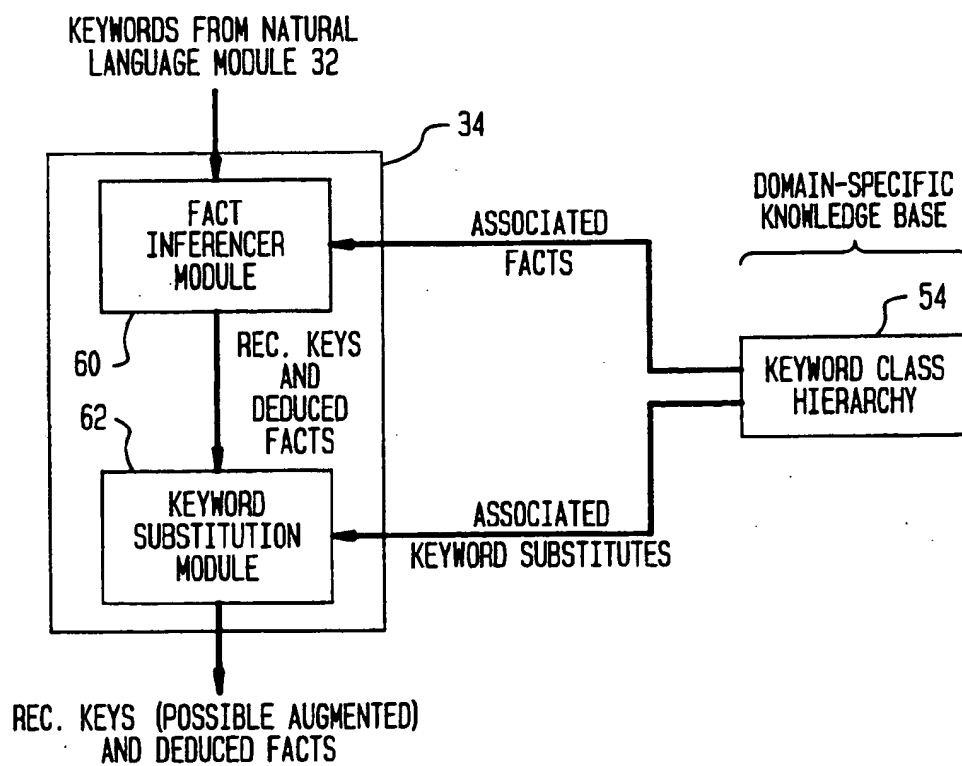 KEYWORDS FROM NATURAL
LANGUAGE MODULE 32
34
FACT
INFERENCER
MODULE
60
REC. KEYS
AND
DEDUCED
FACTS
62
KEYWORD
SUBSTITUTION
MODULE
REC. KEYS (POSSIBLE AUGMENTED)
AND DEDUCED FACTS
ASSOCIATED
FACTS
ASSOCIATED
KEYWORD SUBSTITUTES
DOMAIN-SPECIFIC
KNOWLEDGE BASE
54
KEYWORD CLASS
HIERARCHY